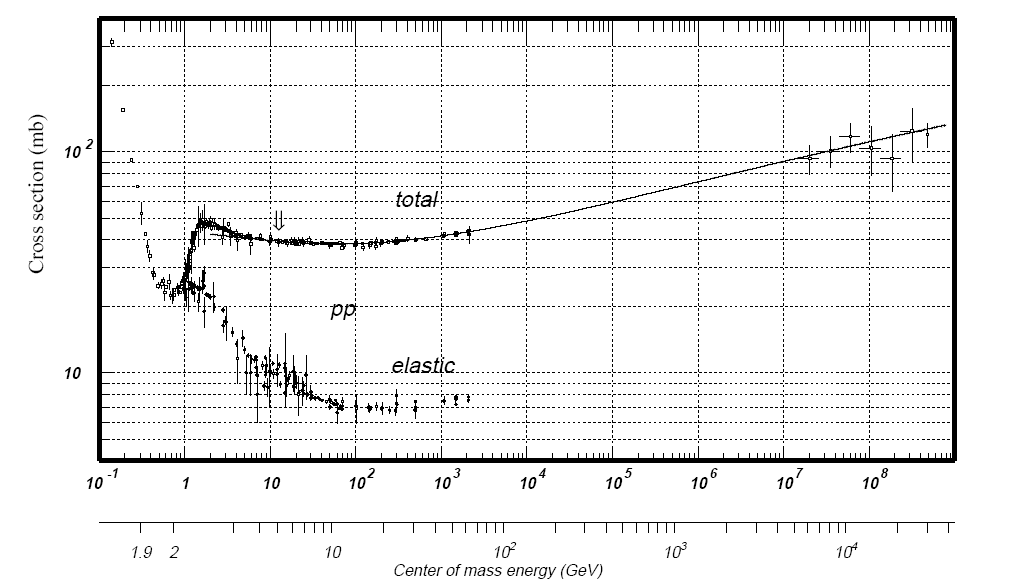 Cross section (mb)
10²
total
pp
elastic
10
10⁻¹ 1 10 10² 10³ 10⁴ 10⁵ 10⁶ 10⁷ 10⁸
1.9 2 10 10² 10³ 10⁴
Center of mass energy (GeV)